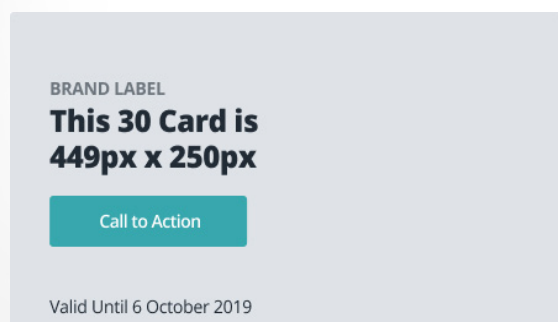 BRAND LABEL
This 30 Card is
449px x 250px
Call to Action
Valid Until 6 October 2019